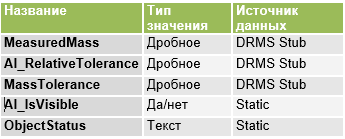 Название Тип значения Источник данных
MeasuredMass Дробное DRMS Stub
AI_RelativeTolerance Дробное DRMS Stub
MassTolerance Дробное DRMS Stub
AI_IsVisible Да/нет Static
ObjectStatus Текст Static